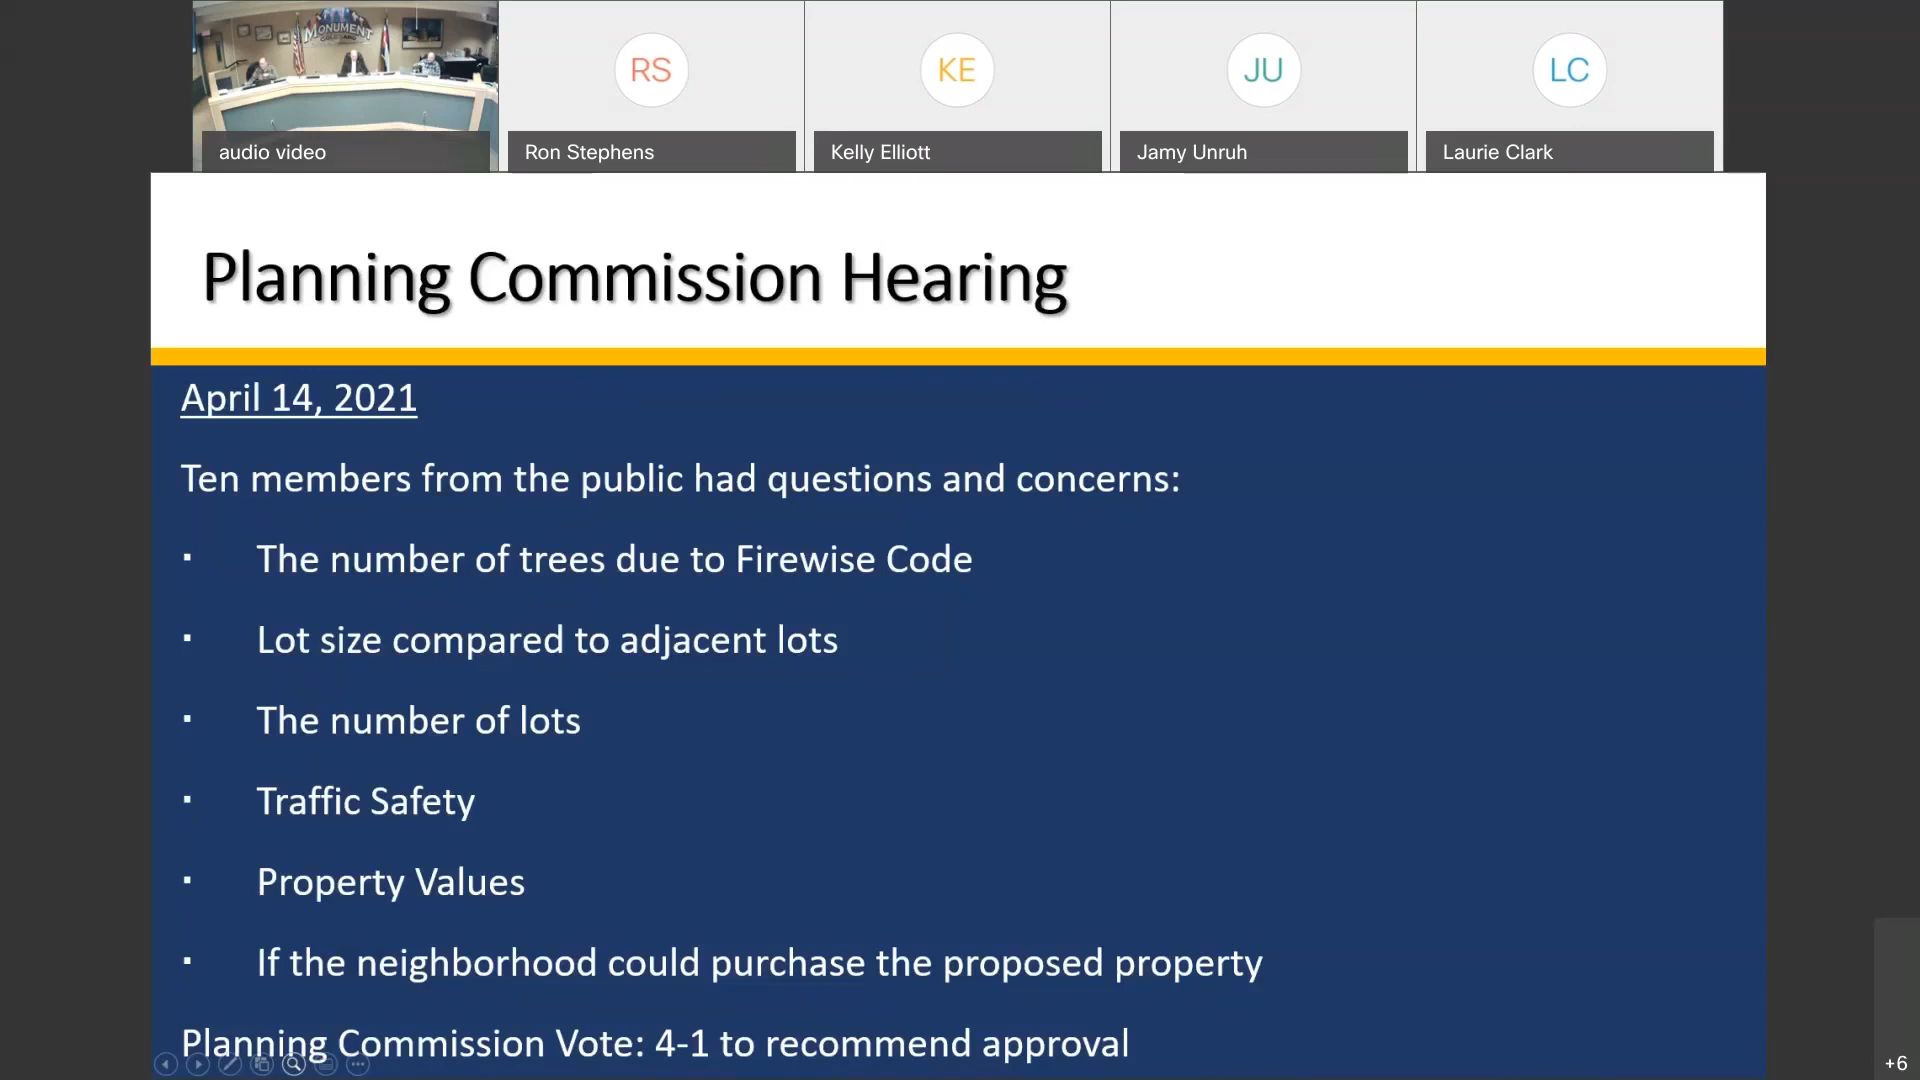 MONUMENT
RS
KE
JU
LC
audio video
Ron Stephens
Kelly Elliott
Jamy Unruh
Laurie Clark
Planning Commission Hearing
April 14, 2021
Ten members from the public had questions and concerns:
· The number of trees due to Firewise Code
· Lot size compared to adjacent lots
· The number of lots
· Traffic Safety
· Property Values
· If the neighborhood could purchase the proposed property
Planning Commission Vote: 4-1 to recommend approval
+6